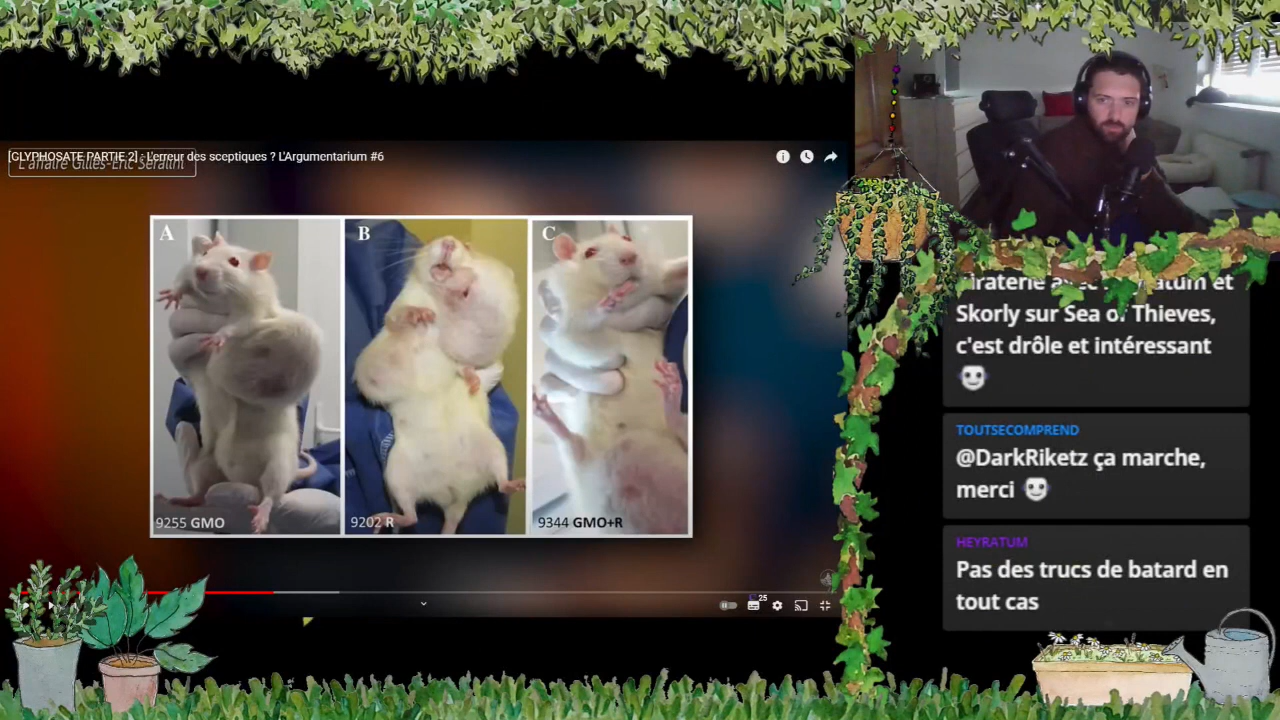 [GLYPHOSATE PARTIE 2] : L'erreur des sceptiques ? L'Argumentarium #6
L'affaire Gilles-Eric Séralini
A
B
C
9255 GMO
9202 R
9344 GMO+R
25
et
Skorly sur Sea of Thieves,
c'est drôle et intéressant
TOUTSECOMPREND
@DarkRiketz ça marche,
merci
HEYRATUM
Pas des trucs de batard en
tout cas